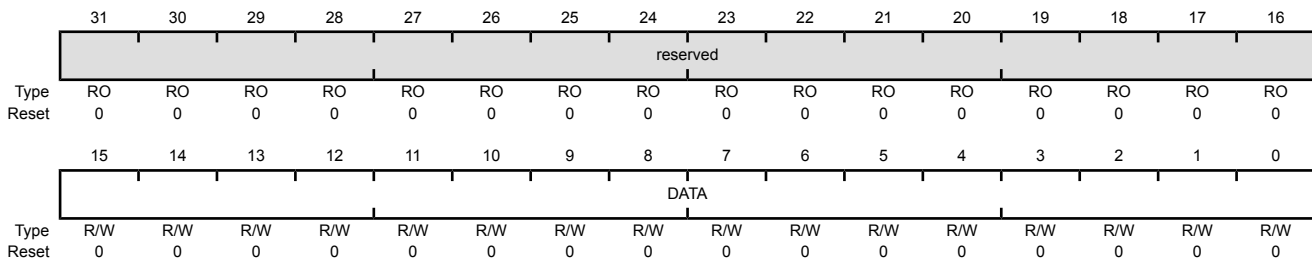 31 30 29 28 27 26 25 24 23 22 21 20 19 18 17 16
reserved
Type RO RO RO RO RO RO RO RO RO RO RO RO RO RO RO RO
Reset 0 0 0 0 0 0 0 0 0 0 0 0 0 0 0 0
15 14 13 12 11 10 9 8 7 6 5 4 3 2 1 0
DATA
Type R/W R/W R/W R/W R/W R/W R/W R/W R/W R/W R/W R/W R/W R/W R/W R/W
Reset 0 0 0 0 0 0 0 0 0 0 0 0 0 0 0 0